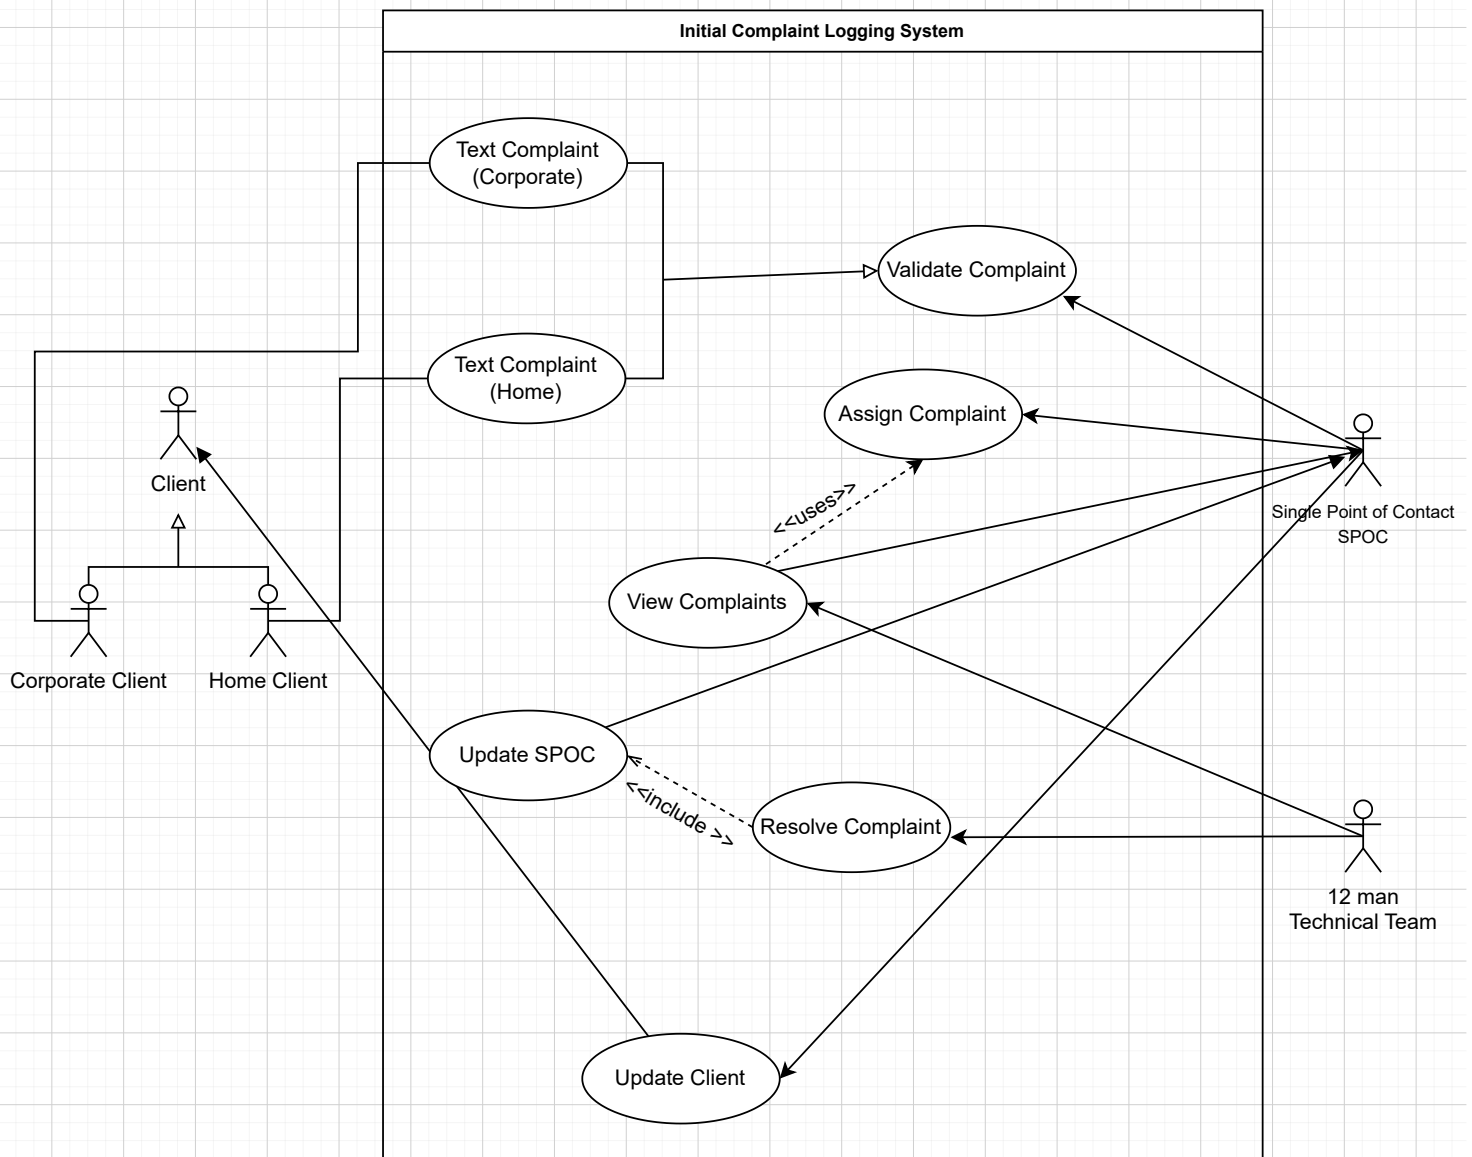 Initial Complaint Logging System
Text Complaint
(Corporate)
Validate Complaint
Text Complaint
(Home)
Assign Complaint
Client
Single Point of Contact
SPOC
<<uses>>
View Complaints
Corporate Client
Home Client
Update SPOC
<<include >>
Resolve Complaint
12 man
Technical Team
Update Client